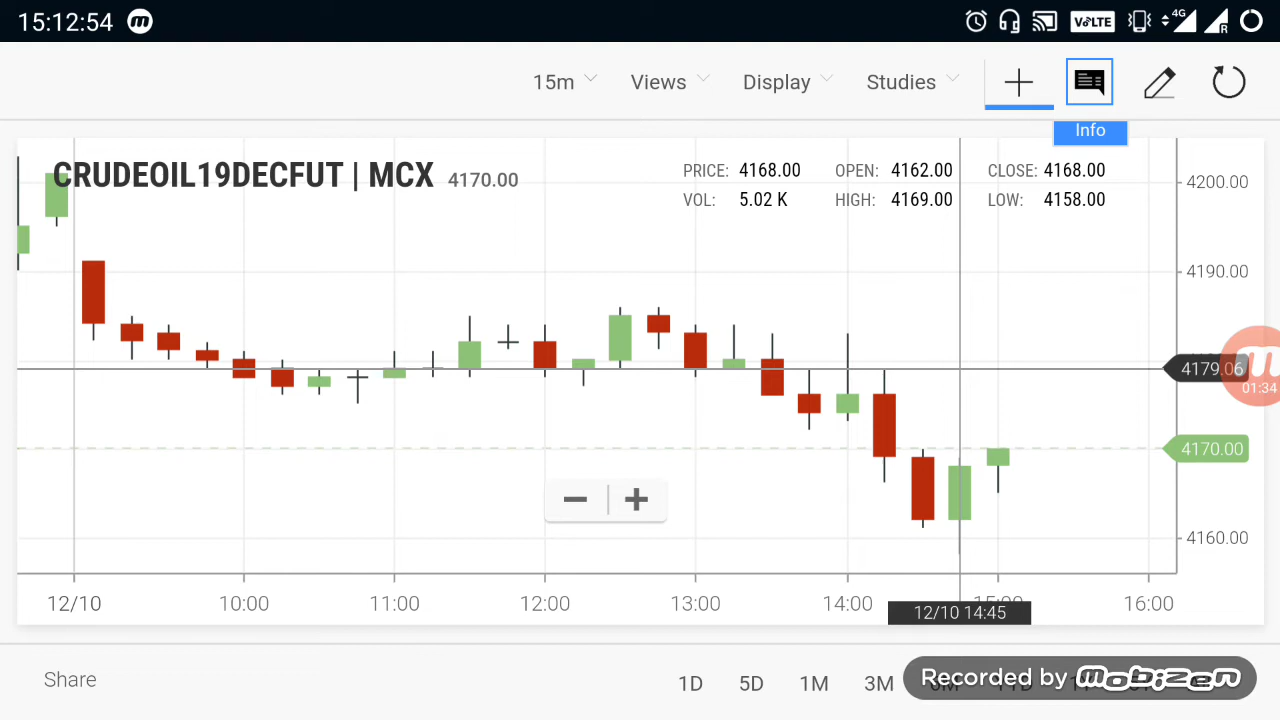 15:12:54
VoLTE 4G R
15m Views Display Studies
Info
CRUDEOIL19DECFUT | MCX 4170.00
PRICE: 4168.00 OPEN: 4162.00 CLOSE: 4168.00
VOL: 5.02 K HIGH: 4169.00 LOW: 4158.00
4200.00
4190.00
4179.06
01:34
4170.00
4160.00
12/10 10:00 11:00 12:00 13:00 14:00 15:00 16:00
12/10 14:45
Share 1D 5D 1M 3M
Recorded by mobizen